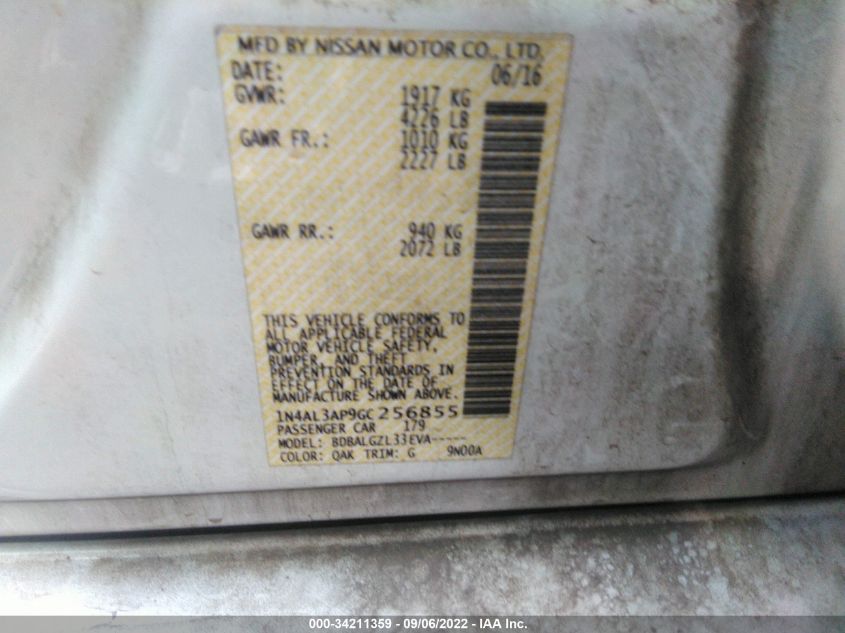 MFD BY NISSAN MOTOR CO., LTD.
DATE: 06/16
GVWR: 1917 KG
4226 LB
GAWR FR.: 1010 KG
2227 LB
GAWR RR.: 940 KG
2072 LB
THIS VEHICLE CONFORMS TO
ALL APPLICABLE FEDERAL
MOTOR VEHICLE SAFETY,
BUMPER, AND THEFT
PREVENTION STANDARDS IN
EFFECT ON THE DATE OF
MANUFACTURE SHOWN ABOVE.
1N4AL3AP9GC256855
PASSENGER CAR 179
MODEL: BDBALGZL33EVA-----
COLOR: QAK TRIM: G 9N00A
000-34211359 - 09/06/2022 - IAA Inc.